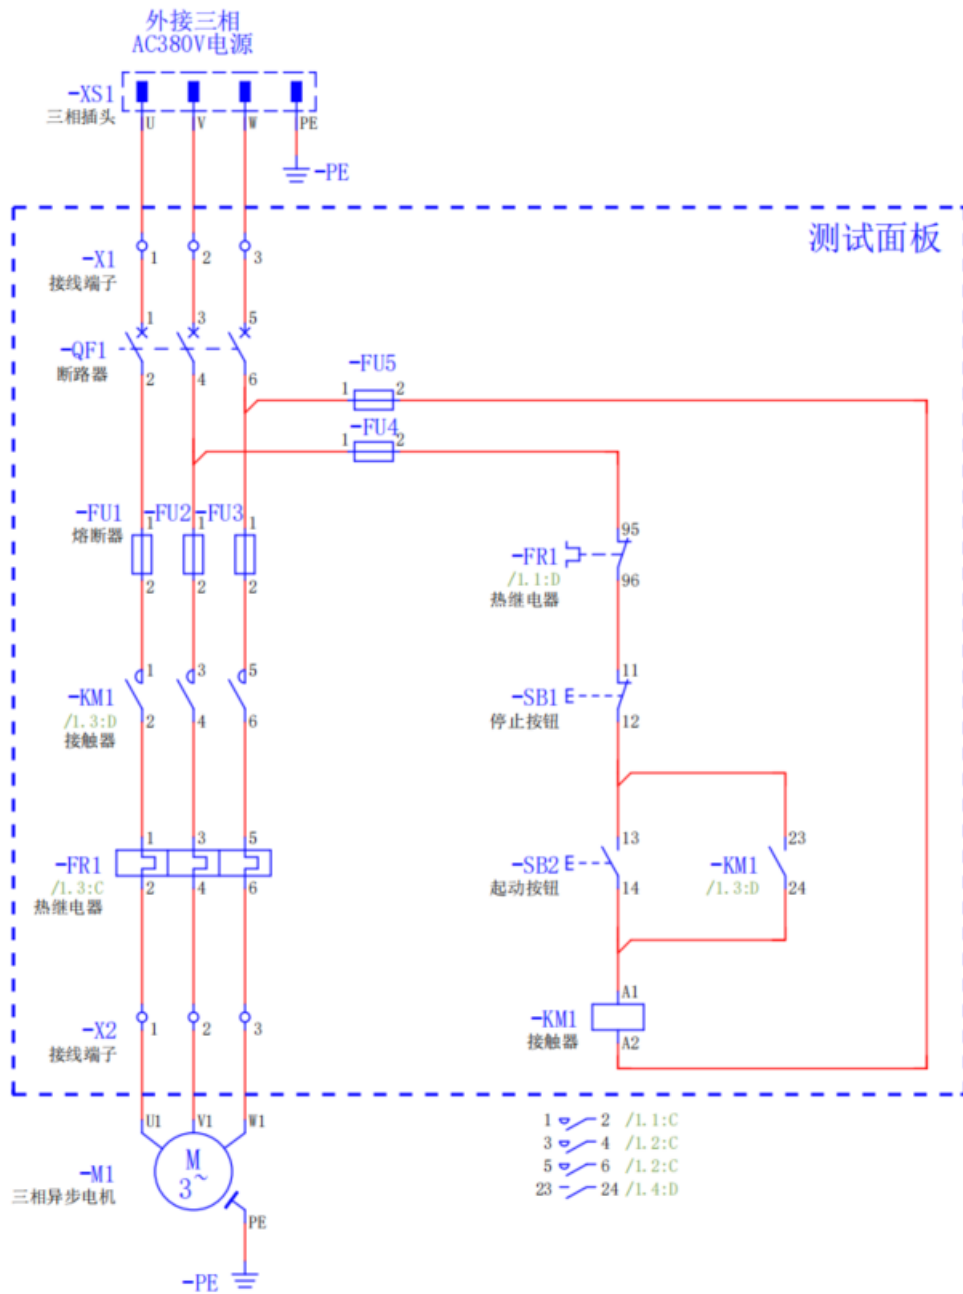 外接三相
AC380V电源
-XS1
三相插头
U
V
W
PE
-PE
测试面板
-X1
接线端子
1
2
3
-QF1
断路器
1
3
5
2
4
6
-FU5
1
2
-FU4
1
2
-FU1
熔断器
-FU2
-FU3
1
1
1
2
2
2
-FR1
/1.1:D
热继电器
95
96
-KM1
/1.3:D
接触器
1
3
5
2
4
6
-SB1
停止按钮
11
12
-FR1
/1.3:C
热继电器
1
3
5
2
4
6
-SB2
起动按钮
13
14
-KM1
/1.3:D
23
24
-X2
接线端子
1
2
3
-KM1
接触器
A1
A2
U1
V1
W1
M
3~
-M1
三相异步电机
PE
-PE
1 2 /1.1:C
3 4 /1.2:C
5 6 /1.2:C
23 24 /1.4:D